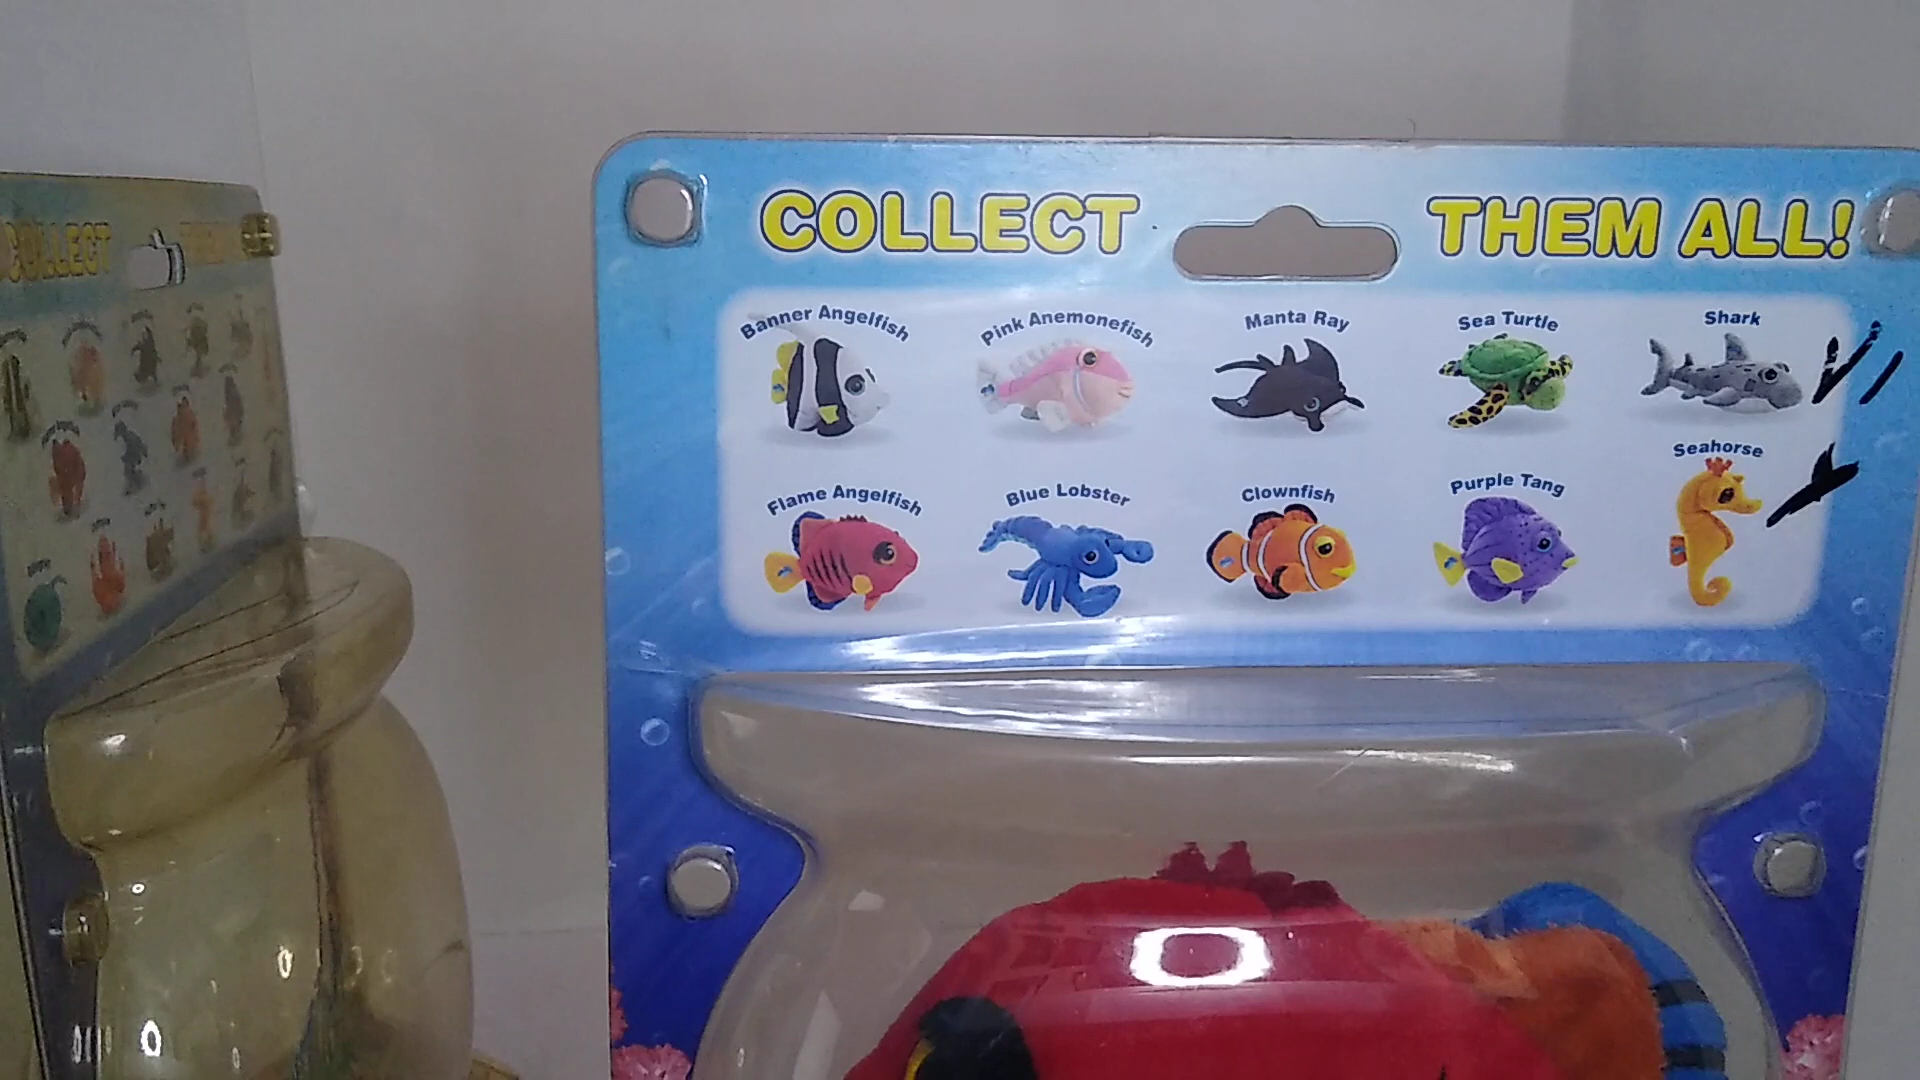 COLLECT THEM ALL!
Banner Angelfish Pink Anemonefish Manta Ray Sea Turtle Shark
Seahorse
Flame Angelfish Blue Lobster Clownfish Purple Tang
COLLECT